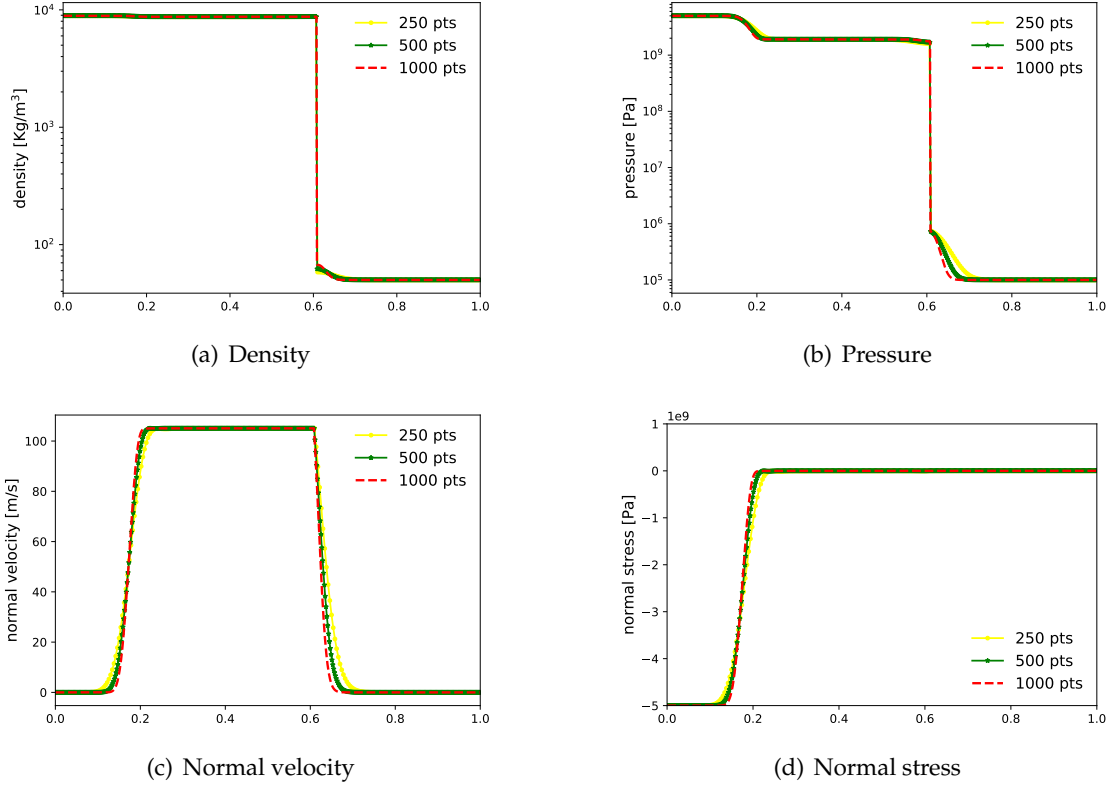 10⁴
10³
10²
density [Kg/m³]
250 pts
500 pts
1000 pts
0.0 0.2 0.4 0.6 0.8 1.0
(a) Density
10⁹
10⁸
10⁷
10⁶
10⁵
pressure [Pa]
250 pts
500 pts
1000 pts
0.0 0.2 0.4 0.6 0.8 1.0
(b) Pressure
100
80
60
40
20
0
normal velocity [m/s]
250 pts
500 pts
1000 pts
0.0 0.2 0.4 0.6 0.8 1.0
(c) Normal velocity
1e9
1
0
−1
−2
−3
−4
−5
normal stress [Pa]
250 pts
500 pts
1000 pts
0.0 0.2 0.4 0.6 0.8 1.0
(d) Normal stress